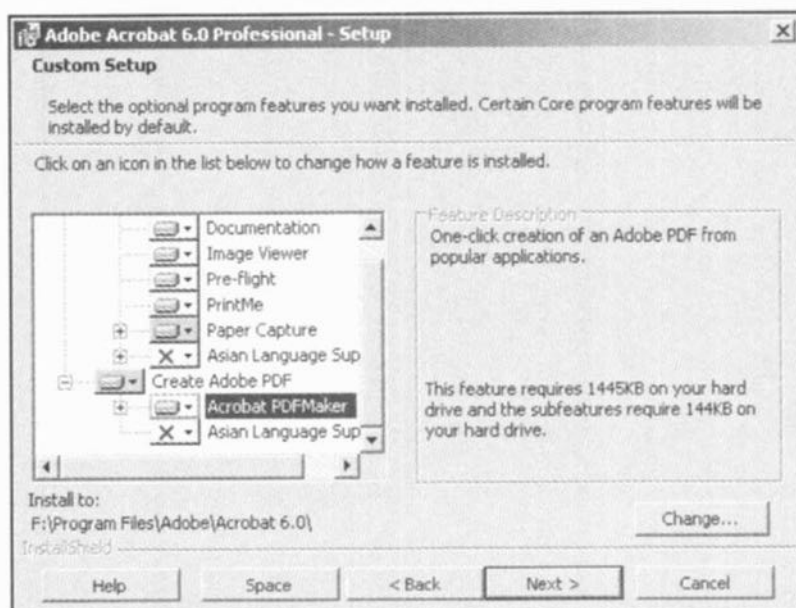 Adobe Acrobat 6.0 Professional - Setup
Custom Setup
Select the optional program features you want installed. Certain Core program features will be
installed by default.
Click on an icon in the list below to change how a feature is installed.
Documentation
Image Viewer
Pre-flight
PrintMe
Paper Capture
Asian Language Sup
Create Adobe PDF
Acrobat PDFMaker
Asian Language Sup
Feature Description
One-click creation of an Adobe PDF from
popular applications.
This feature requires 1445KB on your hard
drive and the subfeatures require 144KB on
your hard drive.
Install to:
F:\Program Files\Adobe\Acrobat 6.0\
Change...
InstallShield
Help
Space
< Back
Next >
Cancel